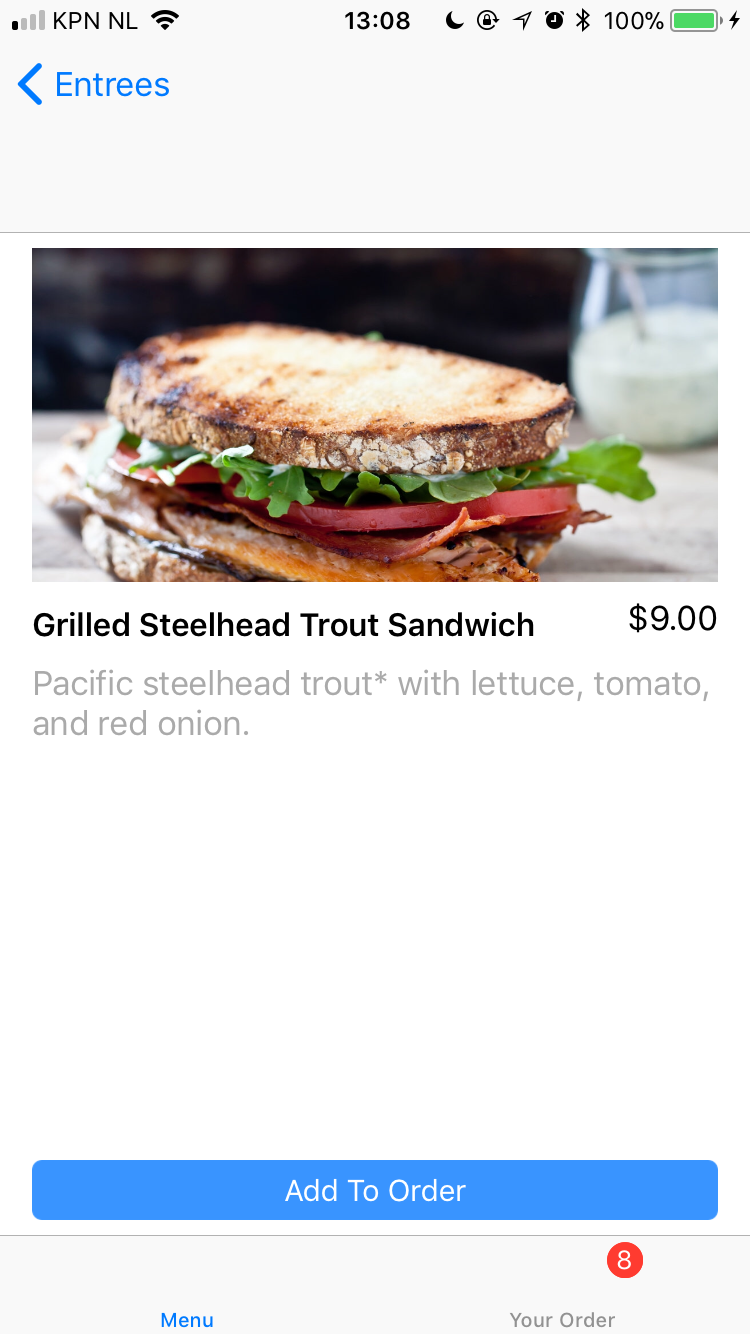 KPN NL 13:08 100%
Entrees
Grilled Steelhead Trout Sandwich $9.00
Pacific steelhead trout* with lettuce, tomato,
and red onion.
Add To Order
8
Menu Your Order